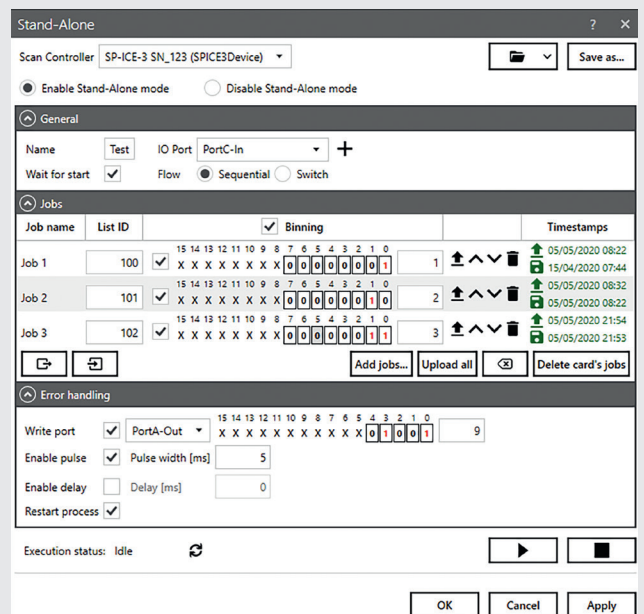 Stand-Alone ? ×
Scan Controller SP-ICE-3 SN_123 (SPICE3Device) Save as...
Enable Stand-Alone mode Disable Stand-Alone mode
General
Name Test IO Port PortC-In +
Wait for start Flow Sequential Switch
Jobs
Job name List ID Binning Timestamps
15 14 13 12 11 10 9 8 7 6 5 4 3 2 1 0 05/05/2020 08:22
Job 1 100 X X X X X X X X 0 0 0 0 0 0 0 1 1 15/04/2020 07:44
15 14 13 12 11 10 9 8 7 6 5 4 3 2 1 0 05/05/2020 08:32
Job 2 101 X X X X X X X X 0 0 0 0 0 0 1 0 2 05/05/2020 08:22
15 14 13 12 11 10 9 8 7 6 5 4 3 2 1 0 05/05/2020 21:54
Job 3 102 X X X X X X X X 0 0 0 0 0 0 1 1 3 05/05/2020 21:53
Add jobs... Upload all Delete card's jobs
Error handling
15 14 13 12 11 10 9 8 7 6 5 4 3 2 1 0
Write port PortA-Out X X X X X X X X X X X 0 1 0 0 1 9
Enable pulse Pulse width [ms] 5
Enable delay Delay [ms] 0
Restart process
Execution status: Idle
OK Cancel Apply